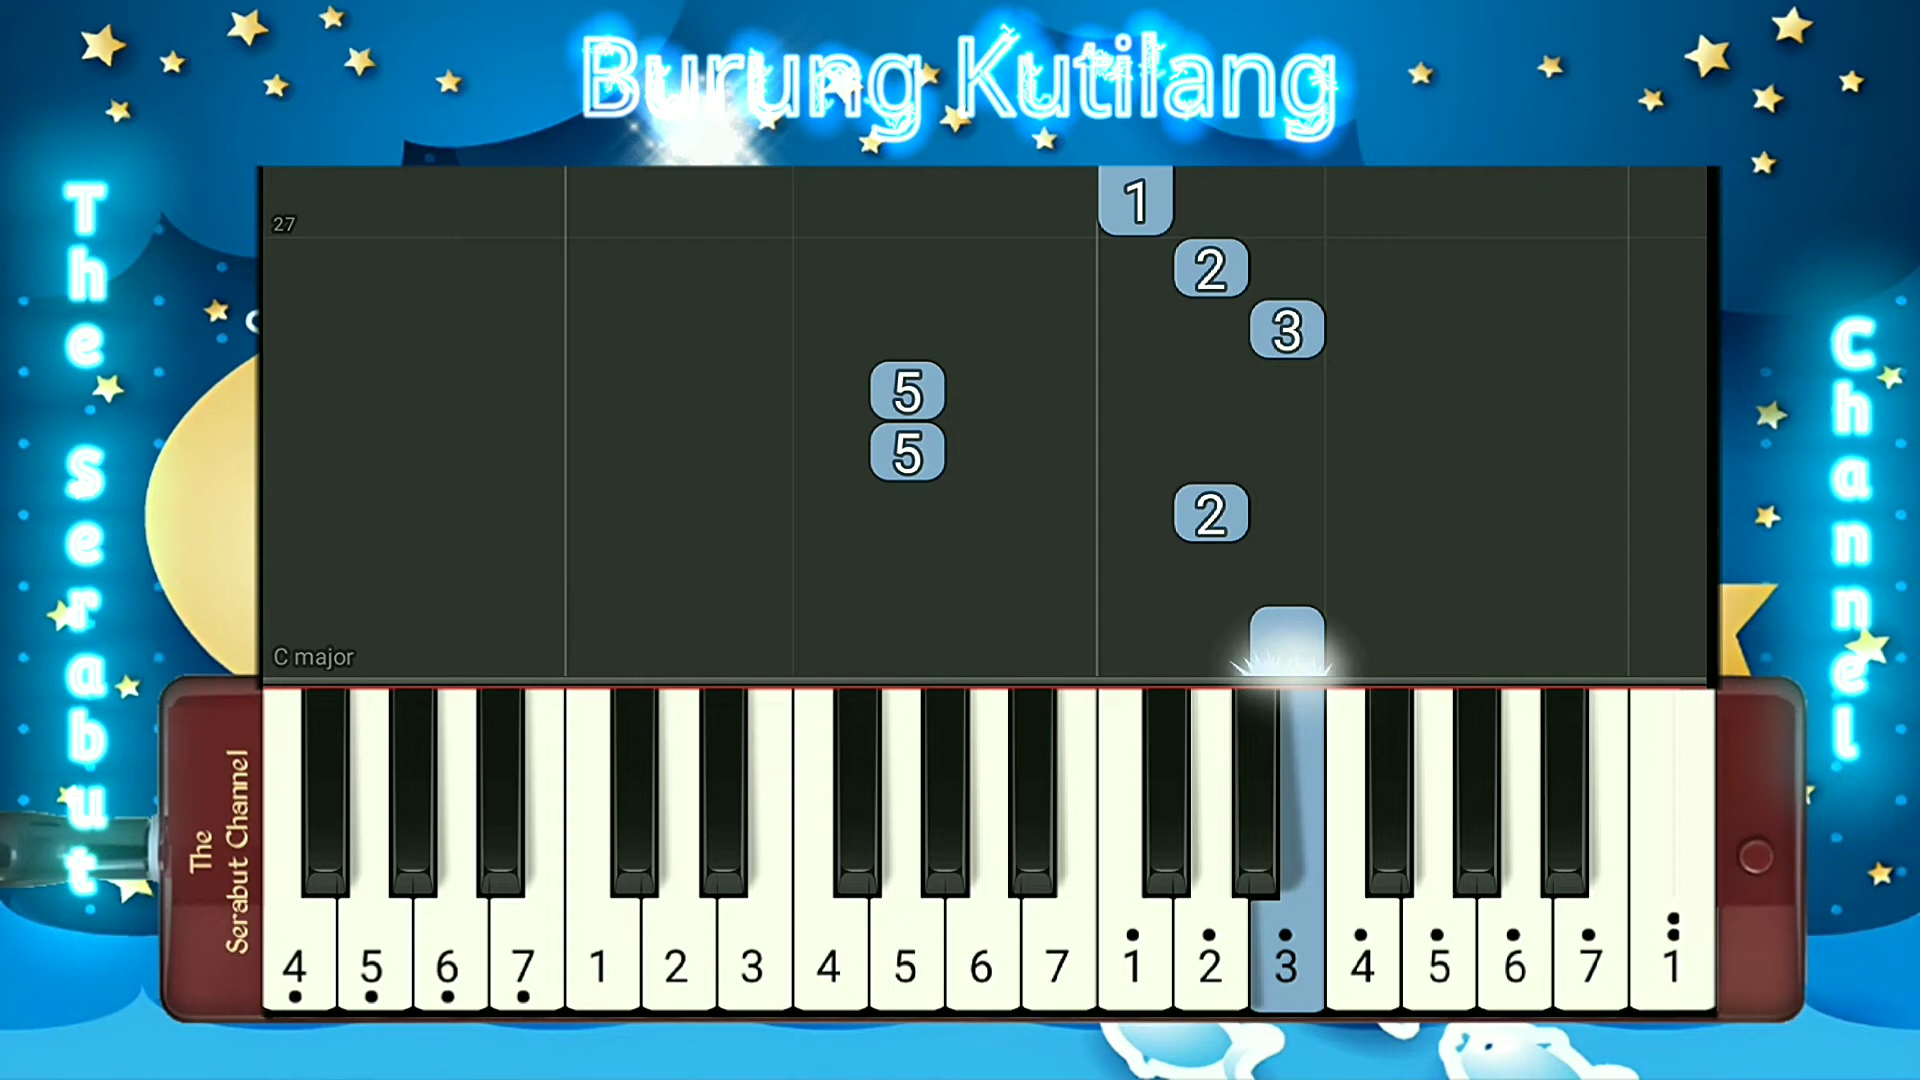 Burung Kutilang
The Serabut
Channel
27
1
2
3
5
5
2
C major
The
Serabut Channel
4 5 6 7 1 2 3 4 5 6 7 1 2 3 4 5 6 7 1